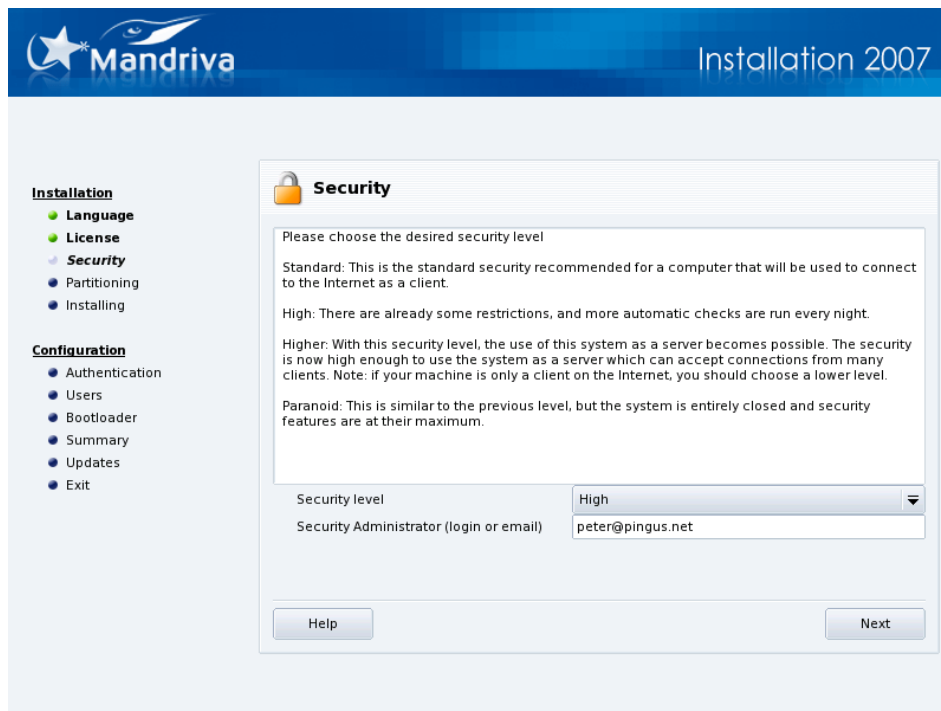 Mandriva
Installation 2007
Installation
Language
License
Security
Partitioning
Installing
Configuration
Authentication
Users
Bootloader
Summary
Updates
Exit
Security
Please choose the desired security level
Standard: This is the standard security recommended for a computer that will be used to connect
to the Internet as a client.
High: There are already some restrictions, and more automatic checks are run every night.
Higher: With this security level, the use of this system as a server becomes possible. The security
is now high enough to use the system as a server which can accept connections from many
clients. Note: if your machine is only a client on the Internet, you should choose a lower level.
Paranoid: This is similar to the previous level, but the system is entirely closed and security
features are at their maximum.
Security level
High
Security Administrator (login or email)
peter@pingus.net
Help
Next